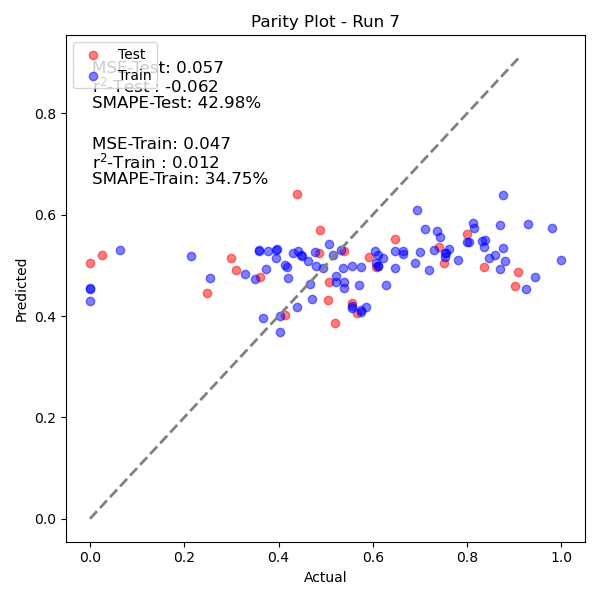 Parity Plot - Run 7
Test
Train
MSE-Test: 0.057
r²-Test : -0.062
SMAPE-Test: 42.98%
MSE-Train: 0.047
r²-Train : 0.012
SMAPE-Train: 34.75%
Predicted
0.8
0.6
0.4
0.2
0.0
0.0 0.2 0.4 0.6 0.8 1.0
Actual